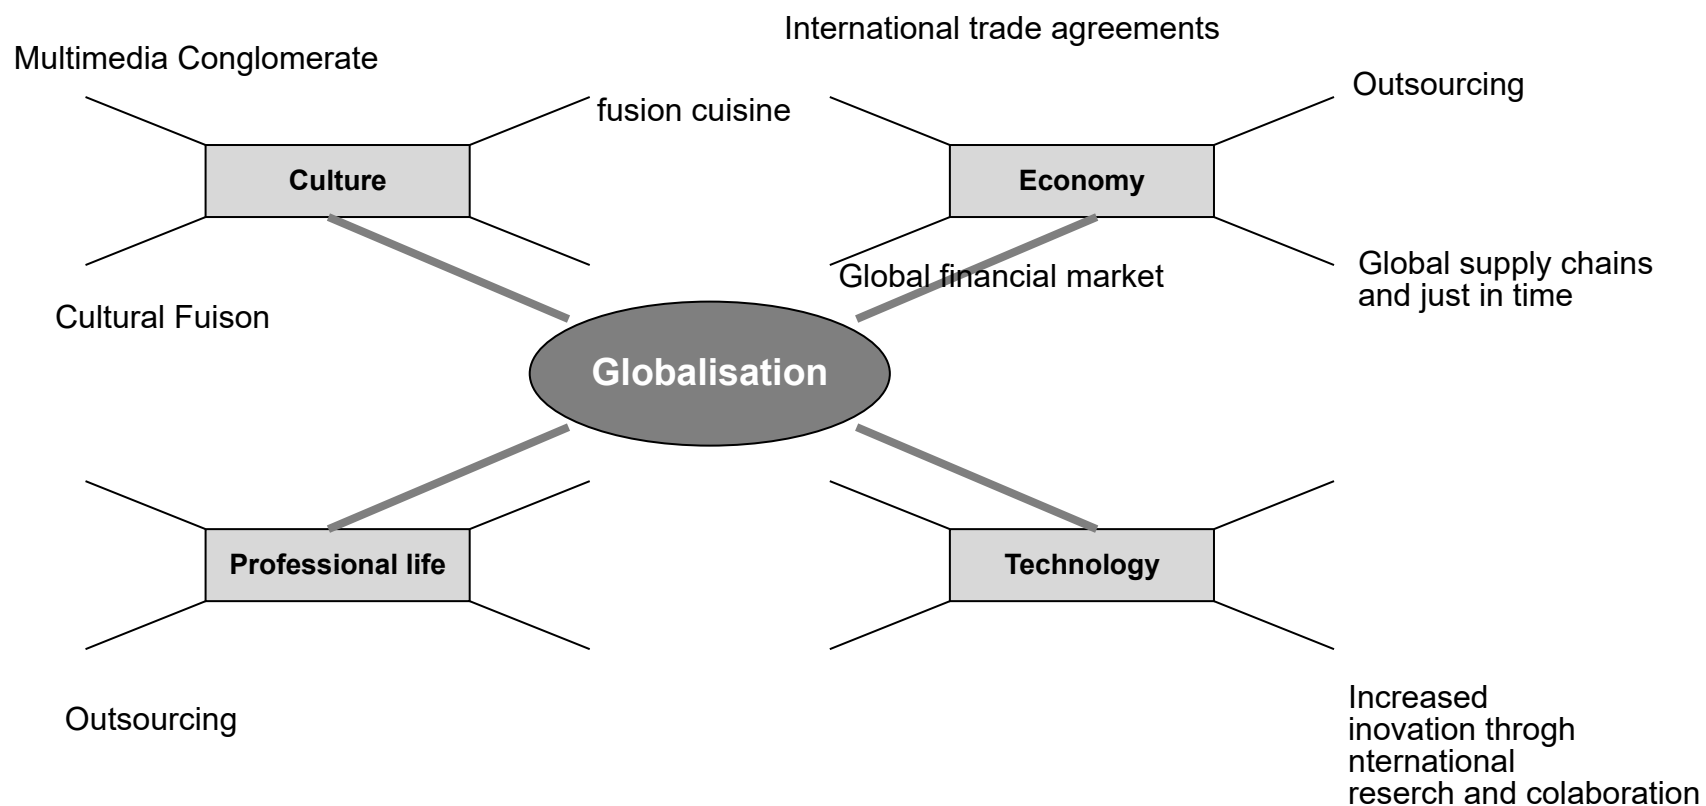 International trade agreements
Multimedia Conglomerate
Outsourcing
fusion cuisine
Culture
Economy
Global supply chains
and just in time
Global financial market
Cultural Fuison
Globalisation
Professional life
Technology
Outsourcing
Increased
inovation throgh
nternational
reserch and colaboration